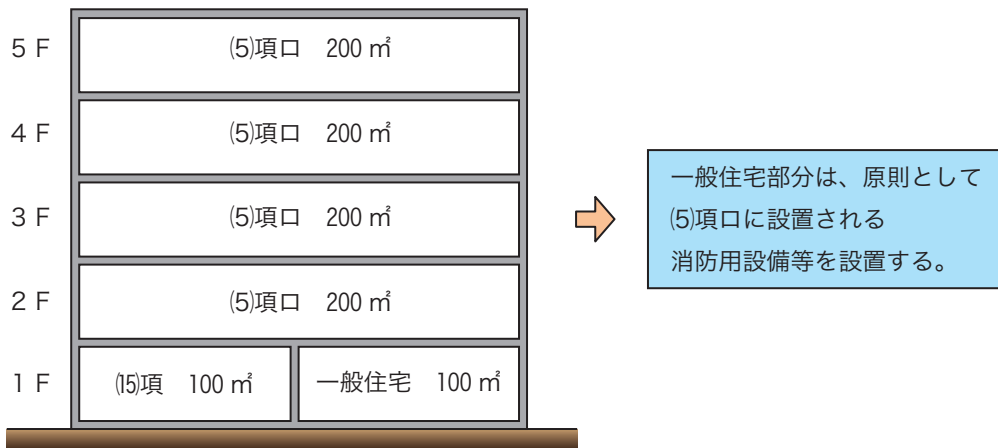 5 F ⑸項ロ 200 ㎡
4 F ⑸項ロ 200 ㎡
3 F ⑸項ロ 200 ㎡
2 F ⑸項ロ 200 ㎡
1 F ⒂項 100 ㎡ 一般住宅 100 ㎡
一般住宅部分は、原則として
⑸項ロに設置される
消防用設備等を設置する。